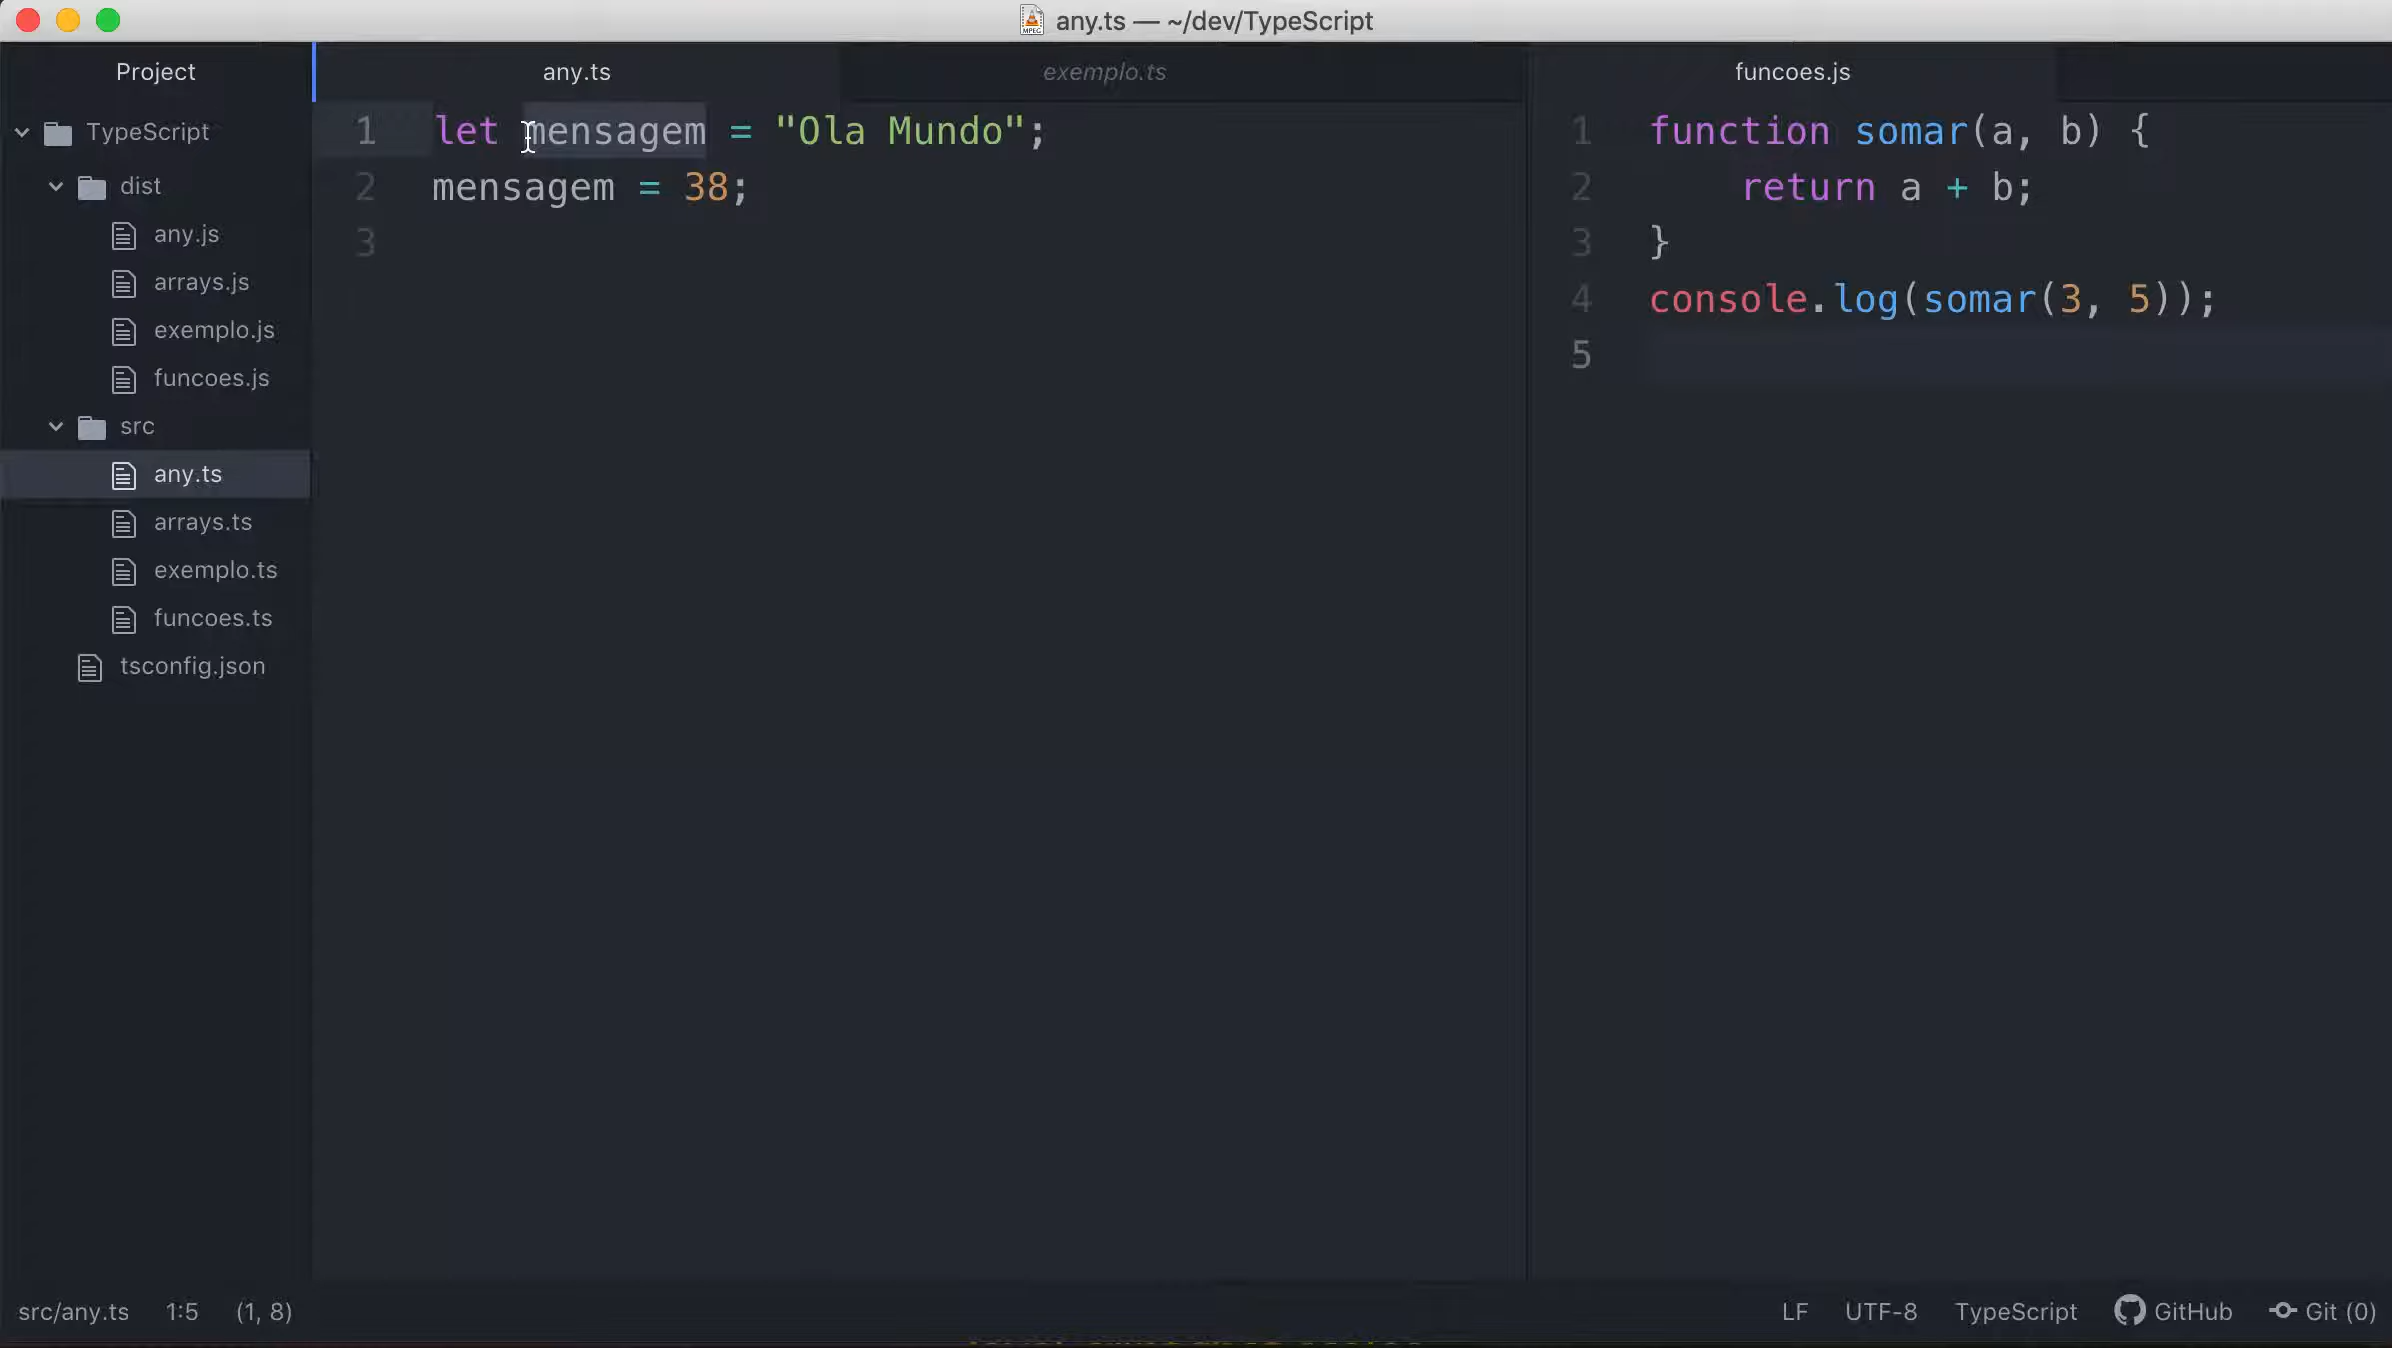 any.ts — ~/dev/TypeScript
Project
TypeScript
dist
any.js
arrays.js
exemplo.js
funcoes.js
src
any.ts
arrays.ts
exemplo.ts
funcoes.ts
tsconfig.json
any.ts
exemplo.ts
1 let mensagem = "Ola Mundo";
2 mensagem = 38;
3
funcoes.js
1 function somar(a, b) {
2 return a + b;
3 }
4 console.log(somar(3, 5));
5
src/any.ts 1:5 (1, 8)
LF UTF-8 TypeScript GitHub Git (0)